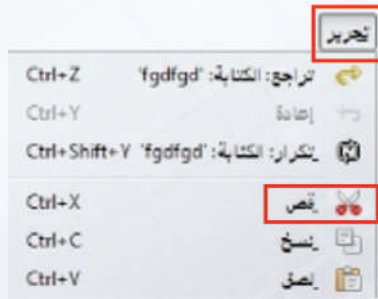 تحرير
تراجع: الكتابة: 'fgdfgd' Ctrl+Z
إعادة Ctrl+Y
تكرار: الكتابة: 'fgdfgd' Ctrl+Shift+Y
قص Ctrl+X
نسخ Ctrl+C
لصق Ctrl+V